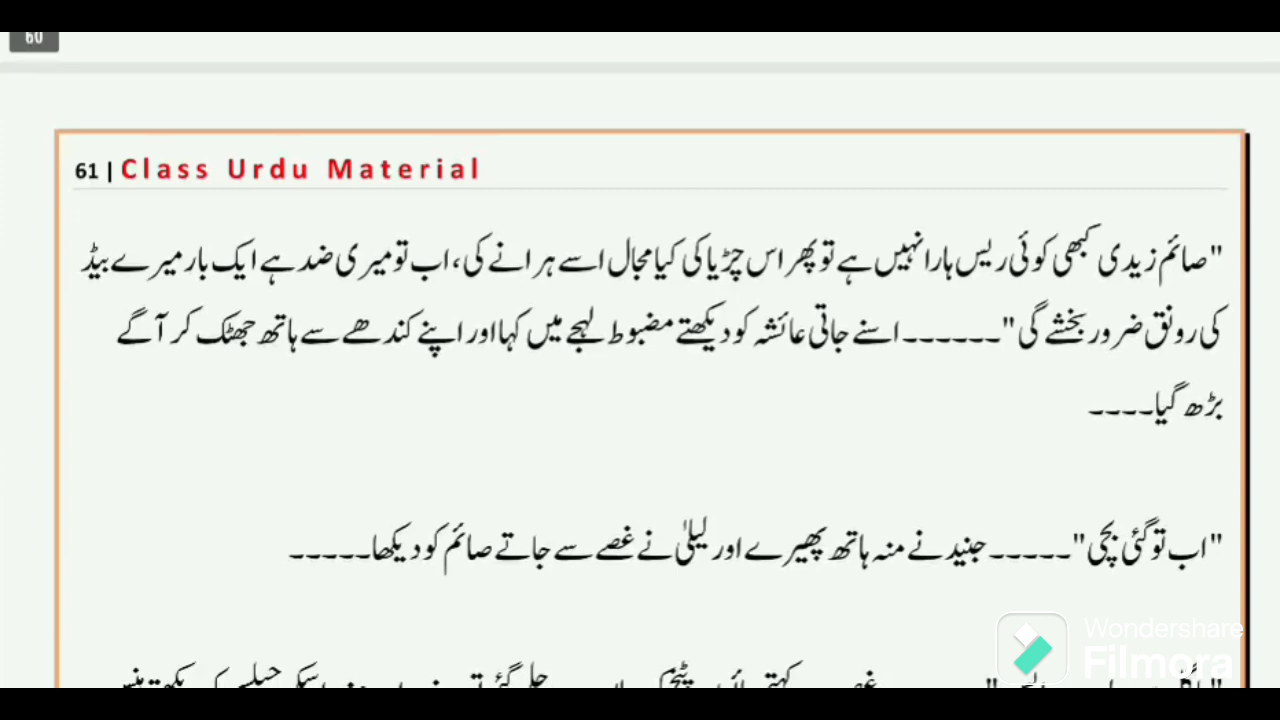 60
61 | Class Urdu Material
"صائم زیدی کبھی کوئی ریس ہارا نہیں ہے تو پھر اس چڑیا کی کیا مجال اسے ہرانے کی، اب تو میری ضد ہے ایک بار میرے بیڈ
کی رونق ضرور بخشے گی"۔۔۔۔۔۔ اسنے جاتی عائشہ کو دیکھتے مضبوط لہجے میں کہا اور اپنے کندھے سے ہاتھ جھٹک کر آگے
بڑھ گیا۔۔۔۔
"اب تو گئی بچی"۔۔۔۔۔ جنید نے منہ ہاتھ پھیرے اور لیلیٰ نے غصے سے جاتے صائم کو دیکھا۔۔۔۔۔
Wondershare
Filmora